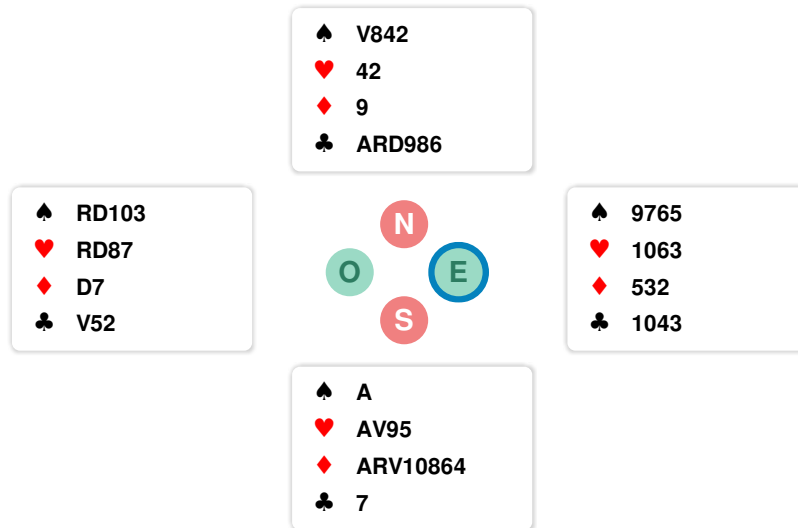 ♠ V842
♥ 42
♦ 9
♣ ARD986
♠ RD103
♥ RD87
♦ D7
♣ V52
N
O
E
S
♠ 9765
♥ 1063
♦ 532
♣ 1043
♠ A
♥ AV95
♦ ARV10864
♣ 7